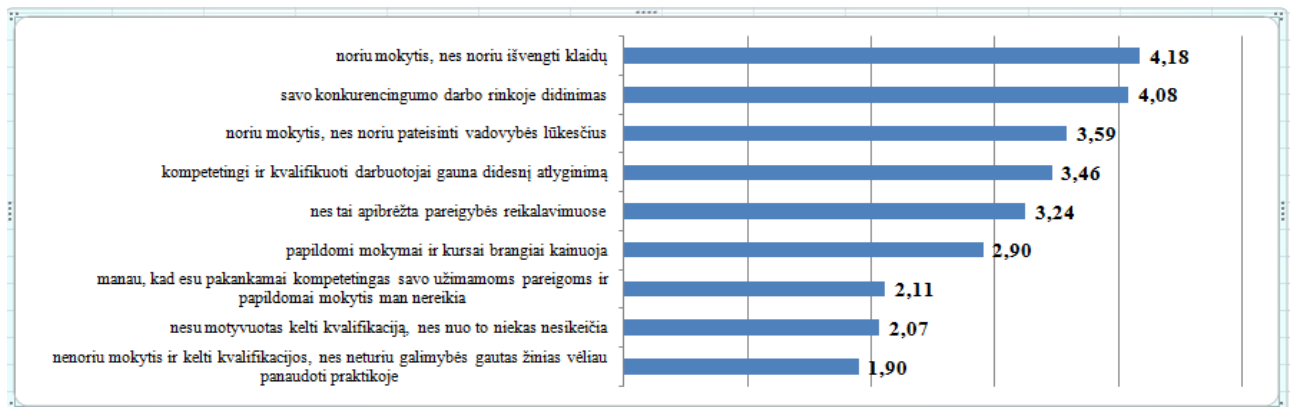 noriu mokytis, nes noriu išvengti klaidų 4,18
savo konkurencingumo darbo rinkoje didinimas 4,08
noriu mokytis, nes noriu pateisinti vadovybės lūkesčius 3,59
kompetetingi ir kvalifikuoti darbuotojai gauna didesnį atlyginimą 3,46
nes tai apibrėžta pareigybės reikalavimuose 3,24
papildomi mokymai ir kursai brangiai kainuoja 2,90
manau, kad esu pakankamai kompetetingas savo užimamoms pareigoms ir
papildomai mokytis man nereikia 2,11
nesu motyvuotas kelti kvalifikaciją, nes nuo to niekas nesikeičia 2,07
nenoriu mokytis ir kelti kvalifikacijos, nes neturiu galimybės gautas žinias vėliau
panaudoti praktikoje 1,90